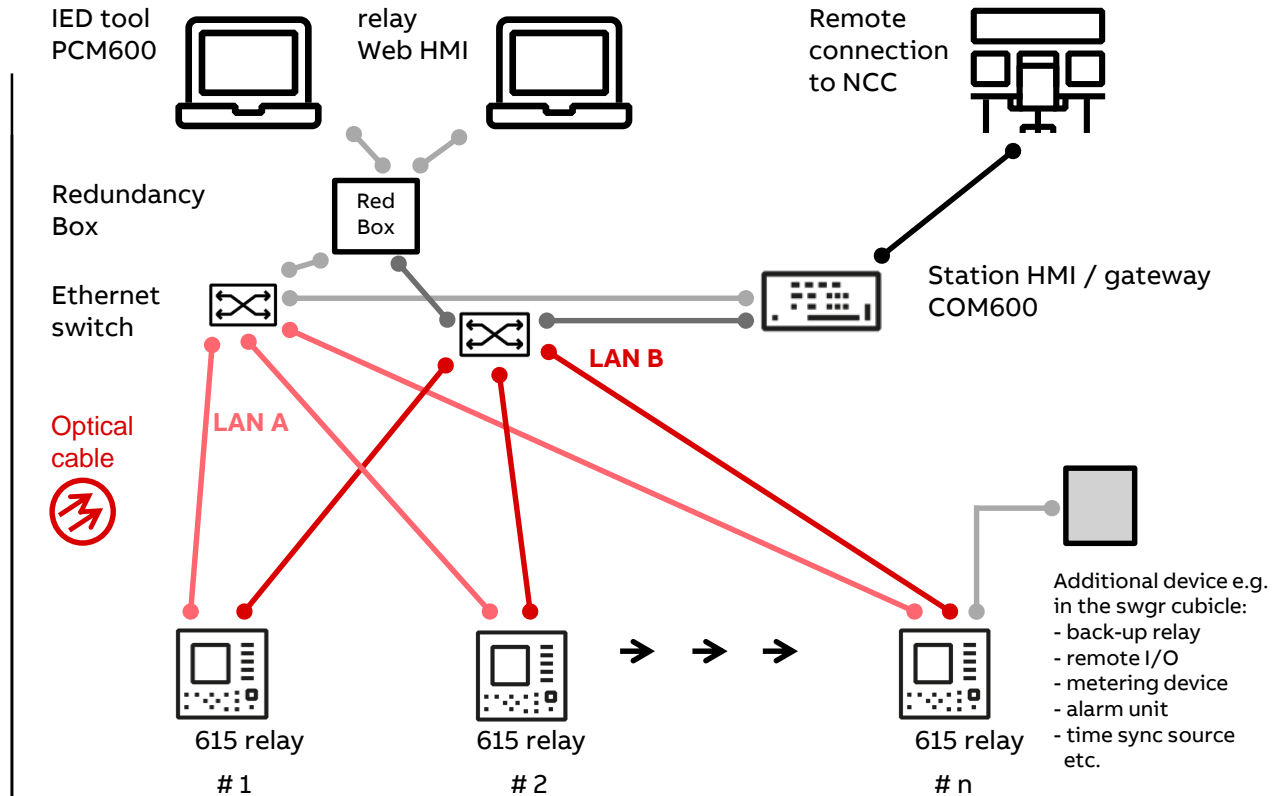 IED tool
PCM600
relay
Web HMI
Remote
connection
to NCC
Redundancy
Box
Red
Box
Ethernet
switch
Station HMI / gateway
COM600
LAN B
LAN A
Optical
cable
Additional device e.g.
in the swgr cubicle:
- back-up relay
- remote I/O
- metering device
- alarm unit
- time sync source
etc.
615 relay
# 1
615 relay
# 2
615 relay
# n